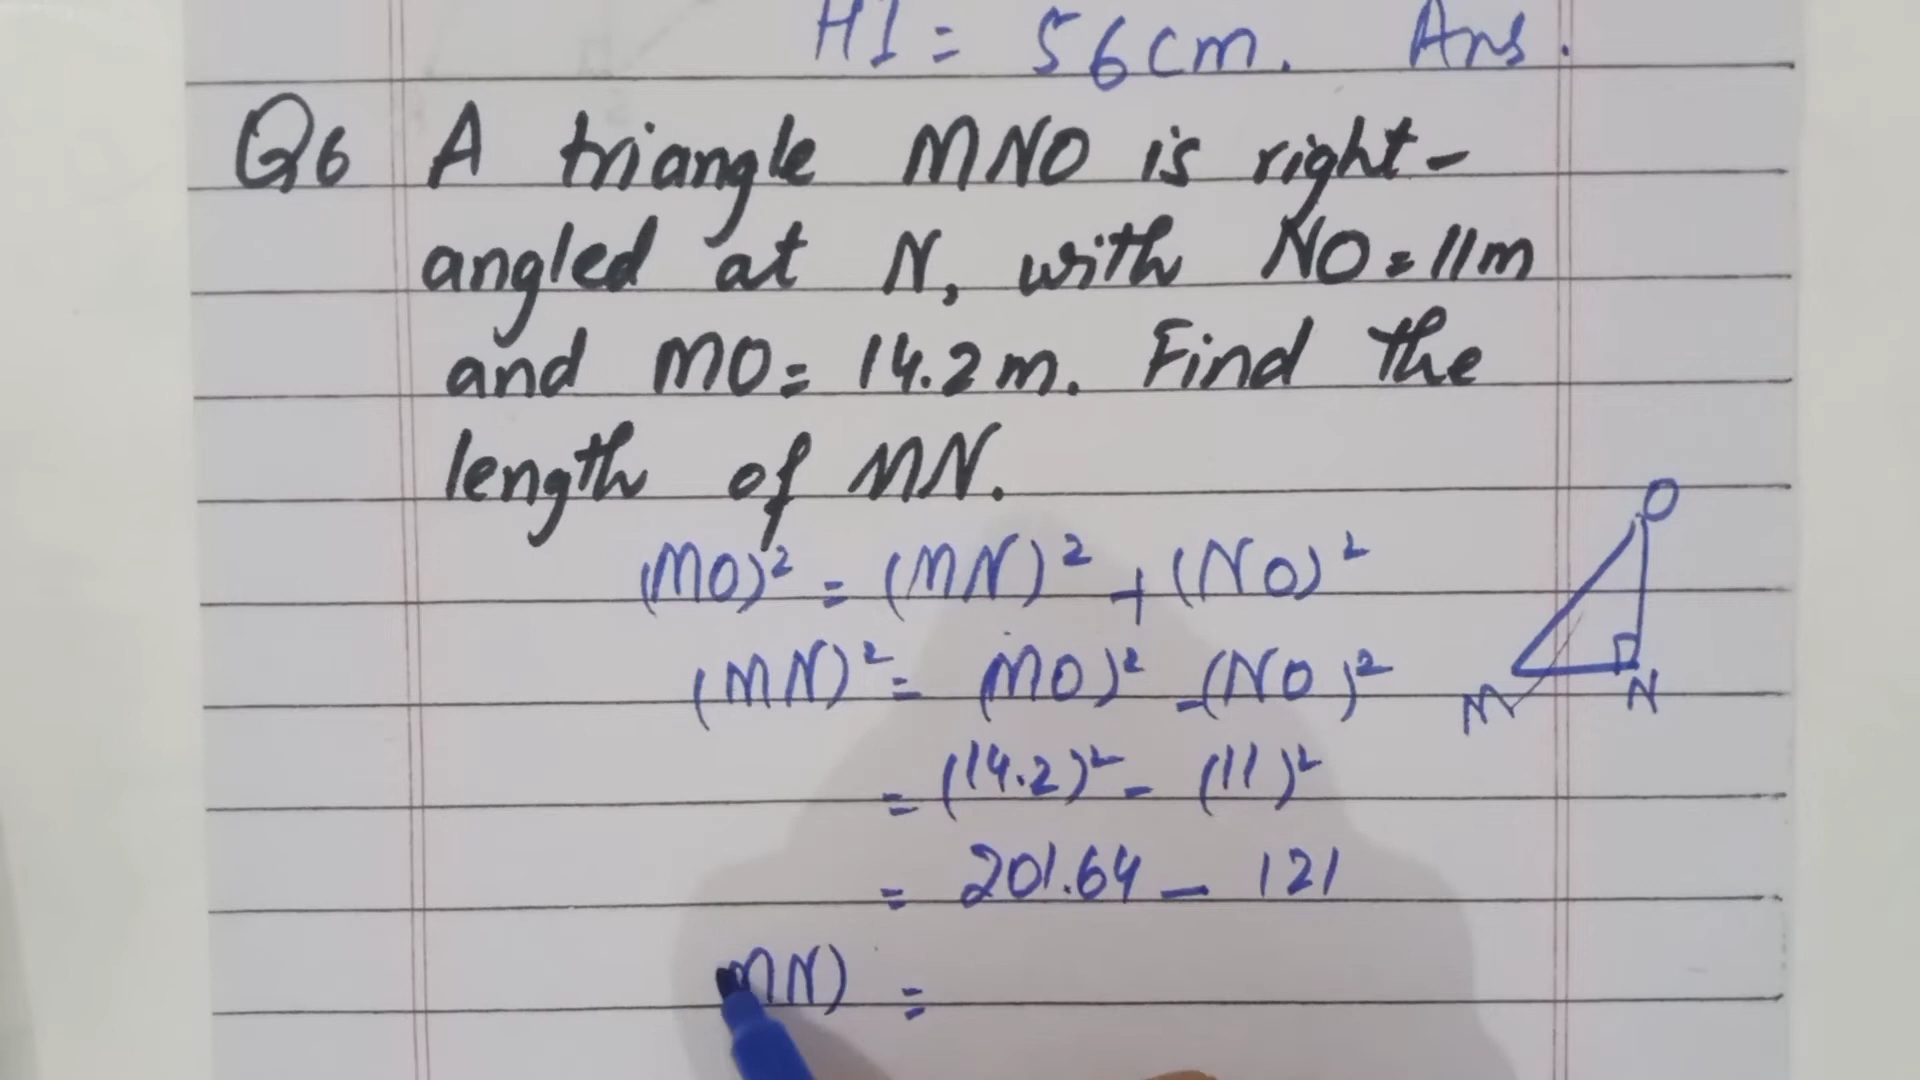 HI = 56cm. Ans.
Q6 A triangle MNO is right-
angled at N, with NO = 11m
and MO = 14.2m. Find the
length of MN.
(MO)² = (MN)² + (NO)²
(MN)² = (MO)² - (NO)²
= (14.2)² - (11)²
= 201.64 - 121
MN) =
O
M
N